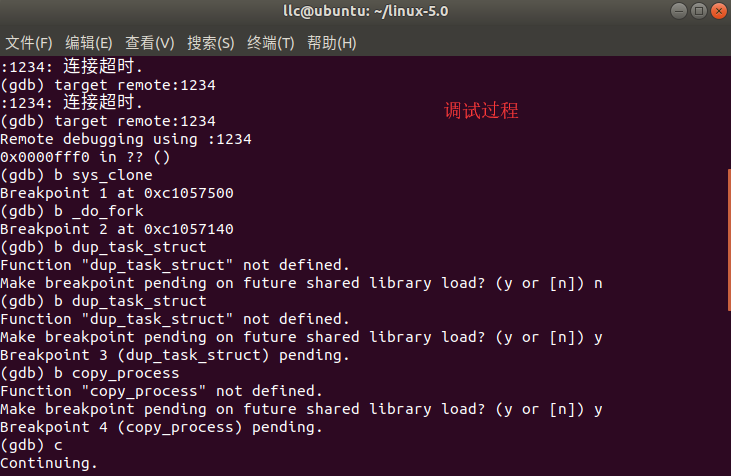 llc@ubuntu: ~/linux-5.0
文件(F) 编辑(E) 查看(V) 搜索(S) 终端(T) 帮助(H)
:1234: 连接超时.
(gdb) target remote:1234
:1234: 连接超时.
调试过程
(gdb) target remote:1234
Remote debugging using :1234
0x0000fff0 in ?? ()
(gdb) b sys_clone
Breakpoint 1 at 0xc1057500
(gdb) b _do_fork
Breakpoint 2 at 0xc1057140
(gdb) b dup_task_struct
Function "dup_task_struct" not defined.
Make breakpoint pending on future shared library load? (y or [n]) n
(gdb) b dup_task_struct
Function "dup_task_struct" not defined.
Make breakpoint pending on future shared library load? (y or [n]) y
Breakpoint 3 (dup_task_struct) pending.
(gdb) b copy_process
Function "copy_process" not defined.
Make breakpoint pending on future shared library load? (y or [n]) y
Breakpoint 4 (copy_process) pending.
(gdb) c
Continuing.